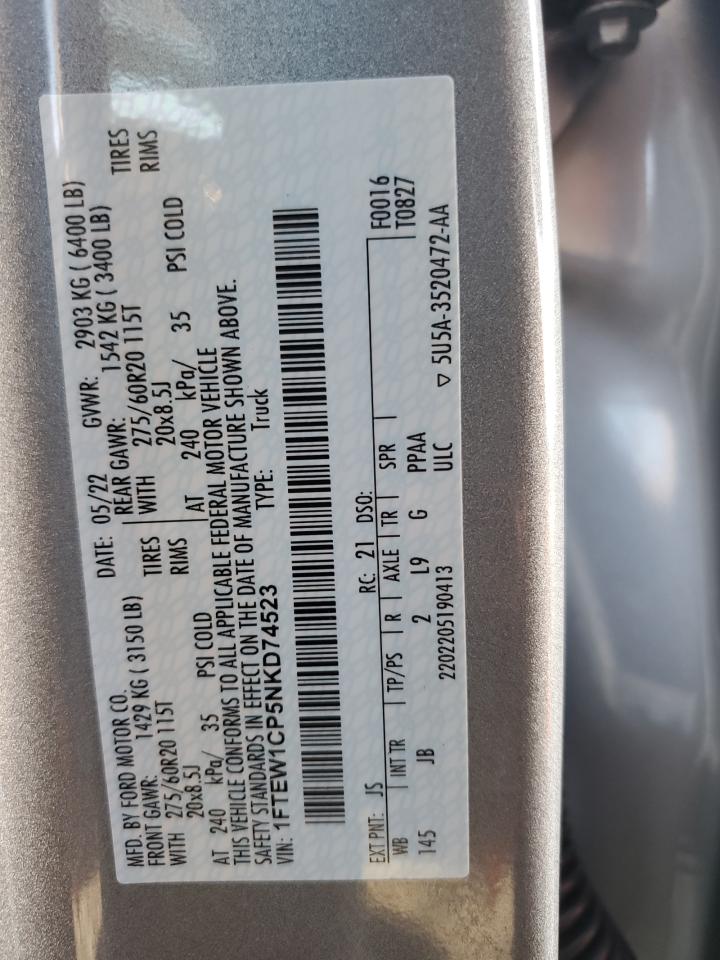 MFD. BY FORD MOTOR CO. DATE: 05/22 GVWR: 2903 KG ( 6400 LB)
FRONT GAWR: 1429 KG ( 3150 LB) REAR GAWR: 1542 KG ( 3400 LB)
WITH 275/60R20 115T TIRES WITH 275/60R20 115T TIRES
20x8.5J RIMS 20x8.5J RIMS
AT 240 kPa/ 35 PSI COLD AT 240 kPa/ 35 PSI COLD
THIS VEHICLE CONFORMS TO ALL APPLICABLE FEDERAL MOTOR VEHICLE
SAFETY STANDARDS IN EFFECT ON THE DATE OF MANUFACTURE SHOWN ABOVE.
VIN: 1FTEW1CP5NKD74523 TYPE: Truck
EXT PNT: JS RC: 21 DSO: F0016
WB INT TR TP/PS R AXLE TR SPR T0827
145 JB 2 L9 G PPAA
2202205190413 ULC ▽ 5U5A-3520472-AA